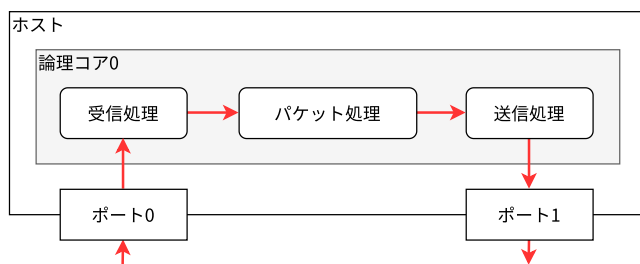 ホスト
論理コア0
受信処理
パケット処理
送信処理
ポート0
ポート1